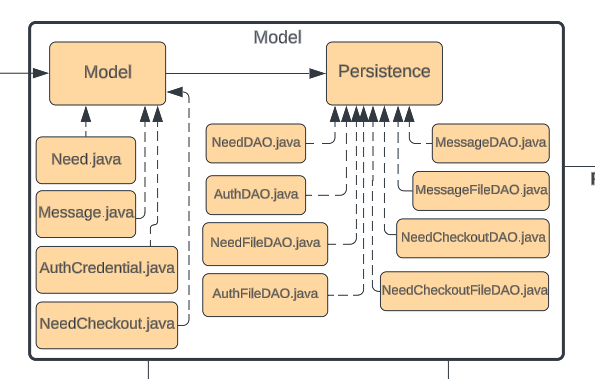 Model
Model
Persistence
Need.java
Message.java
AuthCredential.java
NeedCheckout.java
NeedDAO.java
AuthDAO.java
NeedFileDAO.java
AuthFileDAO.java
MessageDAO.java
MessageFileDAO.java
NeedCheckoutDAO.java
NeedCheckoutFileDAO.java